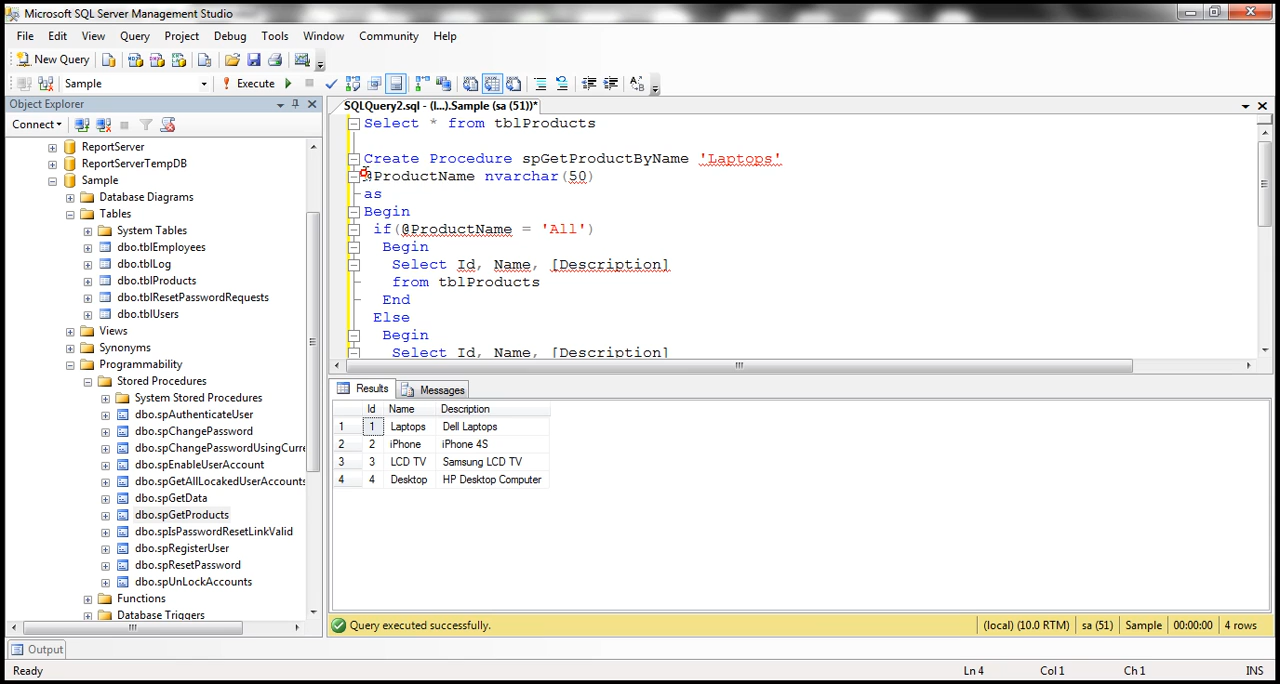 Microsoft SQL Server Management Studio
File Edit View Query Project Debug Tools Window Community Help
New Query
Sample Execute
Object Explorer
SQLQuery2.sql - (l...).Sample (sa (51))*
Connect
ReportServer
ReportServerTempDB
Sample
Database Diagrams
Tables
System Tables
dbo.tblEmployees
dbo.tblLog
dbo.tblProducts
dbo.tblResetPasswordRequests
dbo.tblUsers
Views
Synonyms
Programmability
Stored Procedures
System Stored Procedures
dbo.spAuthenticateUser
dbo.spChangePassword
dbo.spChangePasswordUsingCurre
dbo.spEnableUserAccount
dbo.spGetAllLocakedUserAccounts
dbo.spGetData
dbo.spGetProducts
dbo.spIsPasswordResetLinkValid
dbo.spRegisterUser
dbo.spResetPassword
dbo.spUnLockAccounts
Functions
Database Triggers
Select * from tblProducts
Create Procedure spGetProductByName 'Laptops'
@ProductName nvarchar(50)
as
Begin
if(@ProductName = 'All')
Begin
Select Id, Name, [Description]
from tblProducts
End
Else
Begin
Select Id, Name, [Description]
Results Messages
Id Name Description
1 1 Laptops Dell Laptops
2 2 iPhone iPhone 4S
3 3 LCD TV Samsung LCD TV
4 4 Desktop HP Desktop Computer
Query executed successfully. (local) (10.0 RTM) sa (51) Sample 00:00:00 4 rows
Output
Ready Ln 4 Col 1 Ch 1 INS